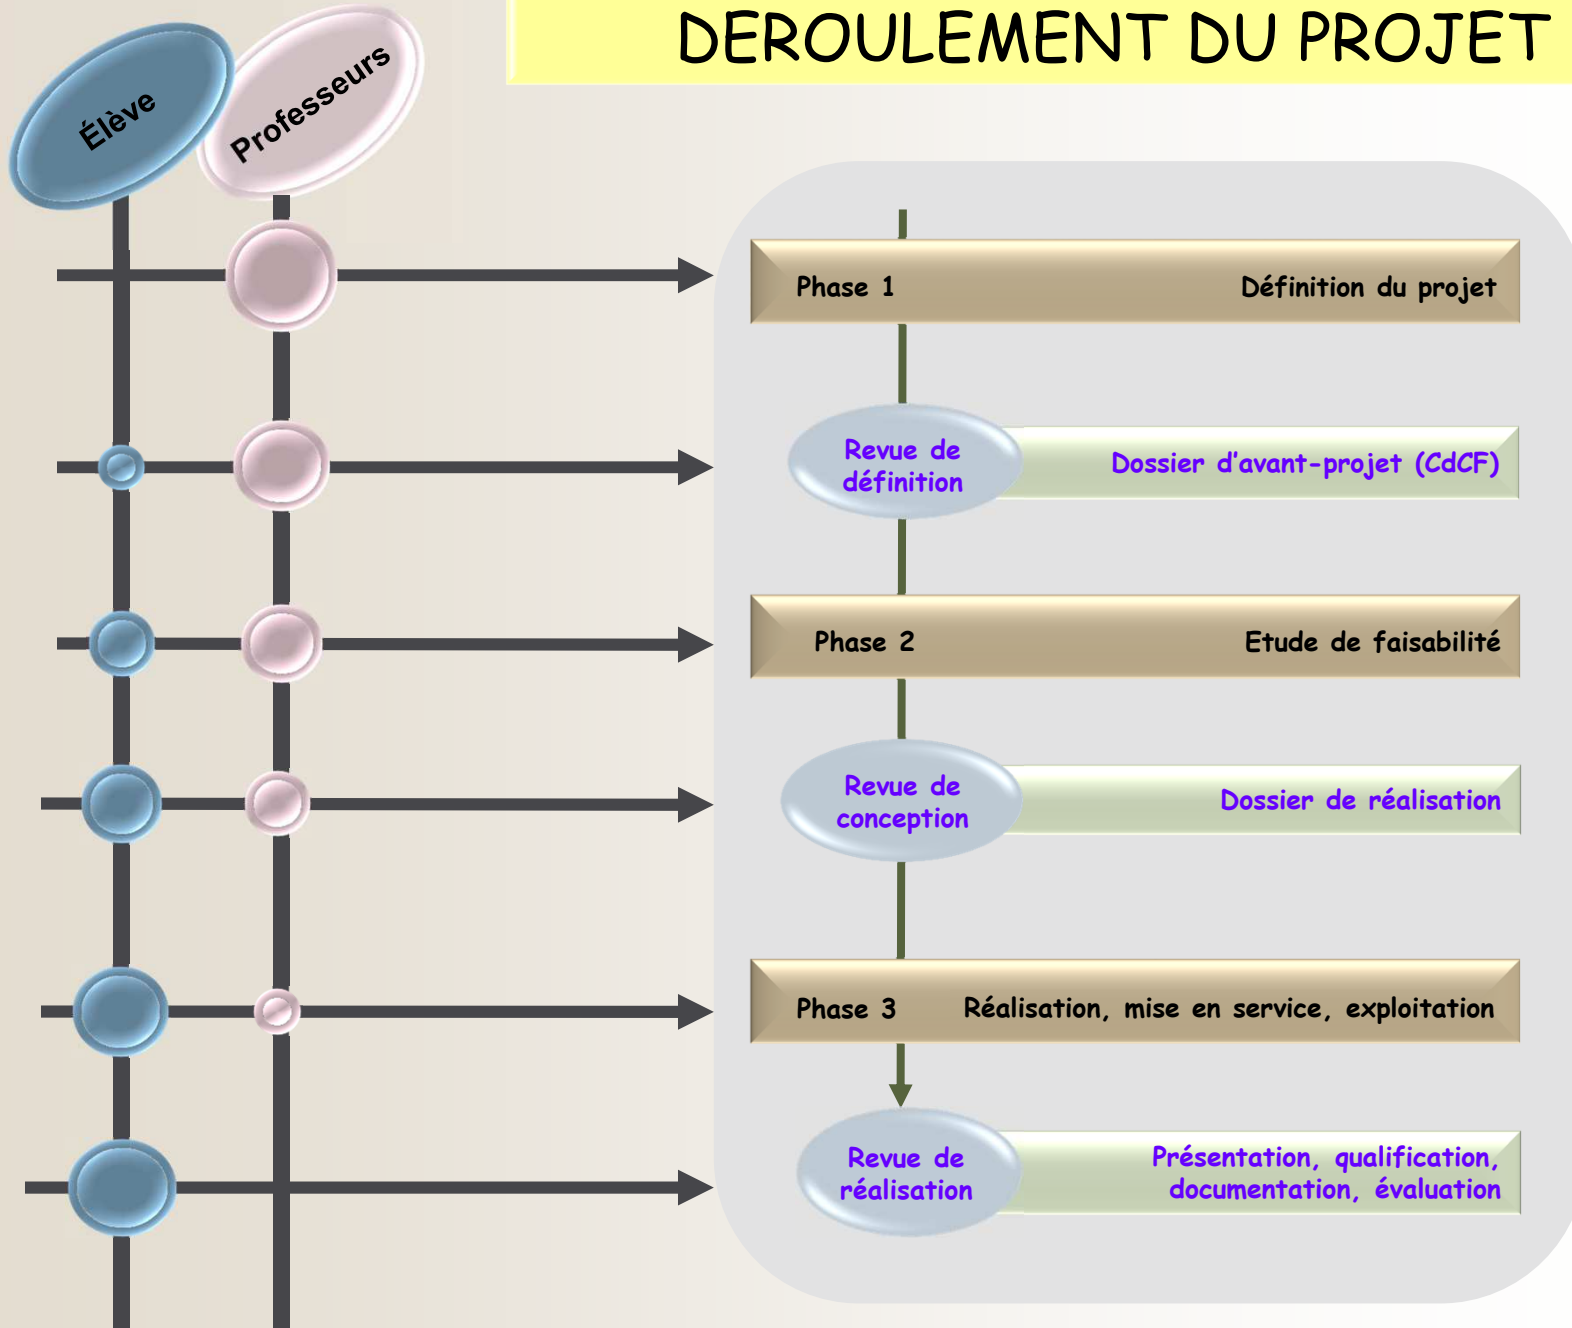 DEROULEMENT DU PROJET
Élève
Professeurs
Phase 1 Définition du projet
Revue de
définition
Dossier d'avant-projet (CdCF)
Phase 2 Etude de faisabilité
Revue de
conception
Dossier de réalisation
Phase 3 Réalisation, mise en service, exploitation
Revue de
réalisation
Présentation, qualification,
documentation, évaluation